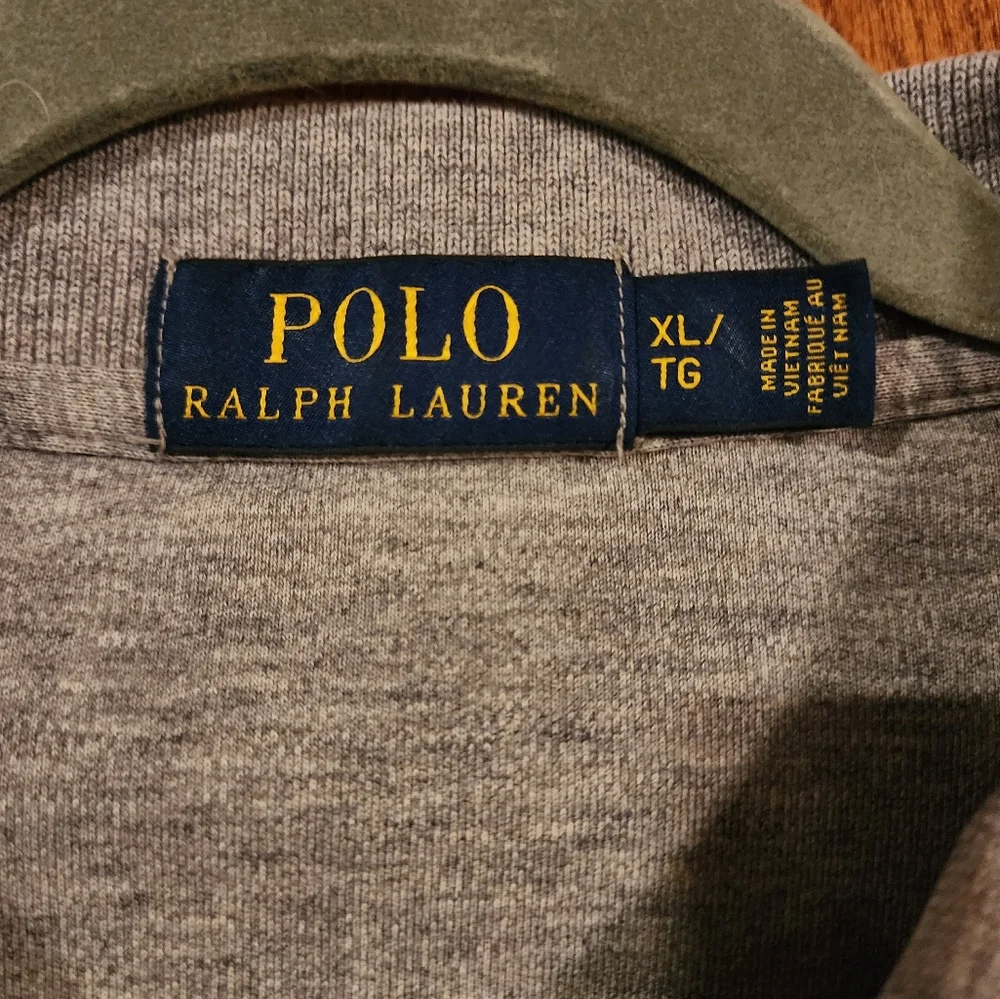 POLO
RALPH LAUREN
XL/
TG
MADE IN
VIETNAM
FABRIQUÉ AU
VIÊT NAM